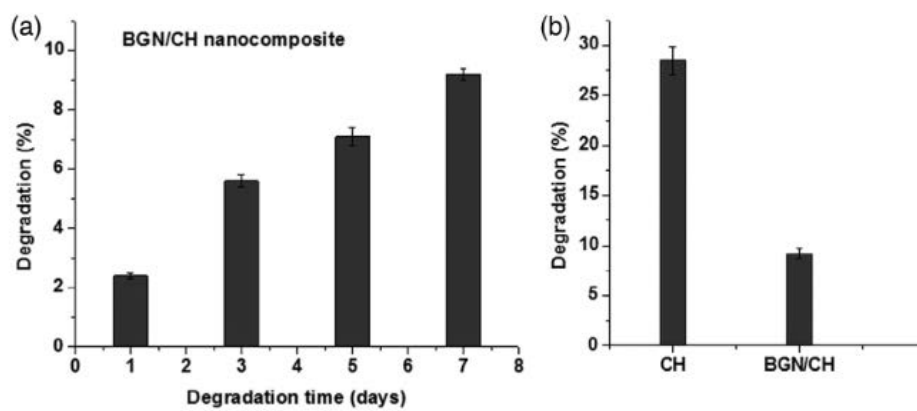 (a)
BGN/CH nanocomposite
Degradation (%)
10
8
6
4
2
0
0 1 2 3 4 5 6 7 8
Degradation time (days)
(b)
Degradation (%)
30
25
20
15
10
5
0
CH BGN/CH